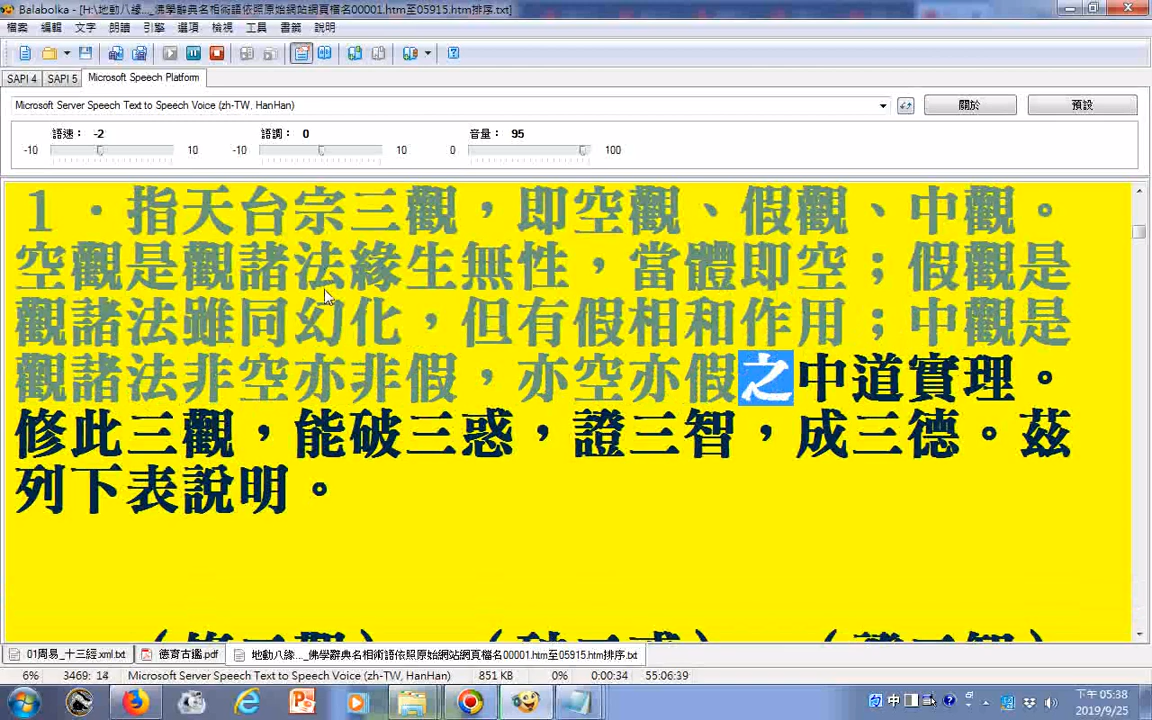 Balabolka - [H:\地動八緣..._佛學辭典名相術語依照原始網站網頁檔名00001.htm至05915.htm排序.txt]
檔案 編輯 文字 朗讀 引擎 選項 檢視 工具 書籤 說明
SAPI 4 SAPI 5 Microsoft Speech Platform
Microsoft Server Speech Text to Speech Voice (zh-TW, HanHan) 關於 預設
語速： -2 語調： 0 音量： 95
-10 10 -10 10 0 100
１．指天台宗三觀，即空觀、假觀、中觀。
空觀是觀諸法緣生無性，當體即空；假觀是
觀諸法雖同幻化，但有假相和作用；中觀是
觀諸法非空亦非假，亦空亦假之中道實理。
修此三觀，能破三惑，證三智，成三德。茲
列下表說明。
01周易_十三經.xml.txt 德育古鑑.pdf 地動八緣..._佛學辭典名相術語依照原始網站網頁檔名00001.htm至05915.htm排序.txt
6% 3469: 14 Microsoft Server Speech Text to Speech Voice (zh-TW, HanHan) 851 KB 0% 0:00:34 55:06:39
中 下午 05:38
2019/9/25